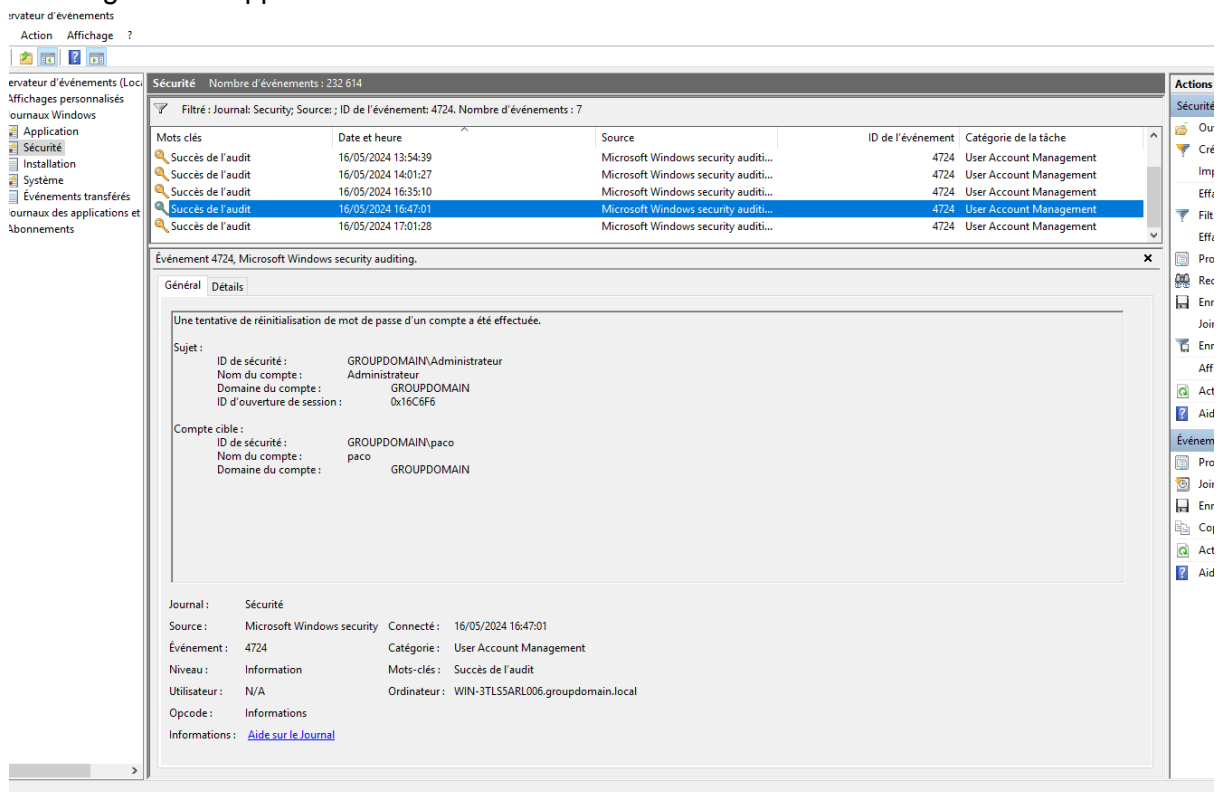 ervateur d'événements
Action Affichage ?
ervateur d'événements (Loca
Affichages personnalisés
ournaux Windows
Application
Sécurité
Installation
Système
Événements transférés
ournaux des applications et
Abonnements
Sécurité Nombre d'événements : 232 614
Filtré : Journal: Security; Source: ; ID de l'événement: 4724. Nombre d'événements : 7
Mots clés Date et heure Source ID de l'événement Catégorie de la tâche
Succès de l'audit 16/05/2024 13:54:39 Microsoft Windows security auditi... 4724 User Account Management
Succès de l'audit 16/05/2024 14:01:27 Microsoft Windows security auditi... 4724 User Account Management
Succès de l'audit 16/05/2024 16:35:10 Microsoft Windows security auditi... 4724 User Account Management
Succès de l'audit 16/05/2024 16:47:01 Microsoft Windows security auditi... 4724 User Account Management
Succès de l'audit 16/05/2024 17:01:28 Microsoft Windows security auditi... 4724 User Account Management
Événement 4724, Microsoft Windows security auditing.
Général Détails
Une tentative de réinitialisation de mot de passe d'un compte a été effectuée.
Sujet :
ID de sécurité : GROUPDOMAIN\Administrateur
Nom du compte : Administrateur
Domaine du compte : GROUPDOMAIN
ID d'ouverture de session : 0x16C6F6
Compte cible :
ID de sécurité : GROUPDOMAIN\paco
Nom du compte : paco
Domaine du compte : GROUPDOMAIN
Journal : Sécurité
Source : Microsoft Windows security Connecté : 16/05/2024 16:47:01
Événement : 4724 Catégorie : User Account Management
Niveau : Information Mots-clés : Succès de l'audit
Utilisateur : N/A Ordinateur : WIN-3TLS5ARL006.groupdomain.local
Opcode : Informations
Informations : Aide sur le Journal
Actions
Sécurité
Ou
Cré
Imp
Effa
Filt
Effa
Pro
Rec
Enr
Join
Enr
Aff
Act
Aid
Événem
Pro
Join
Enr
Cop
Act
Aid